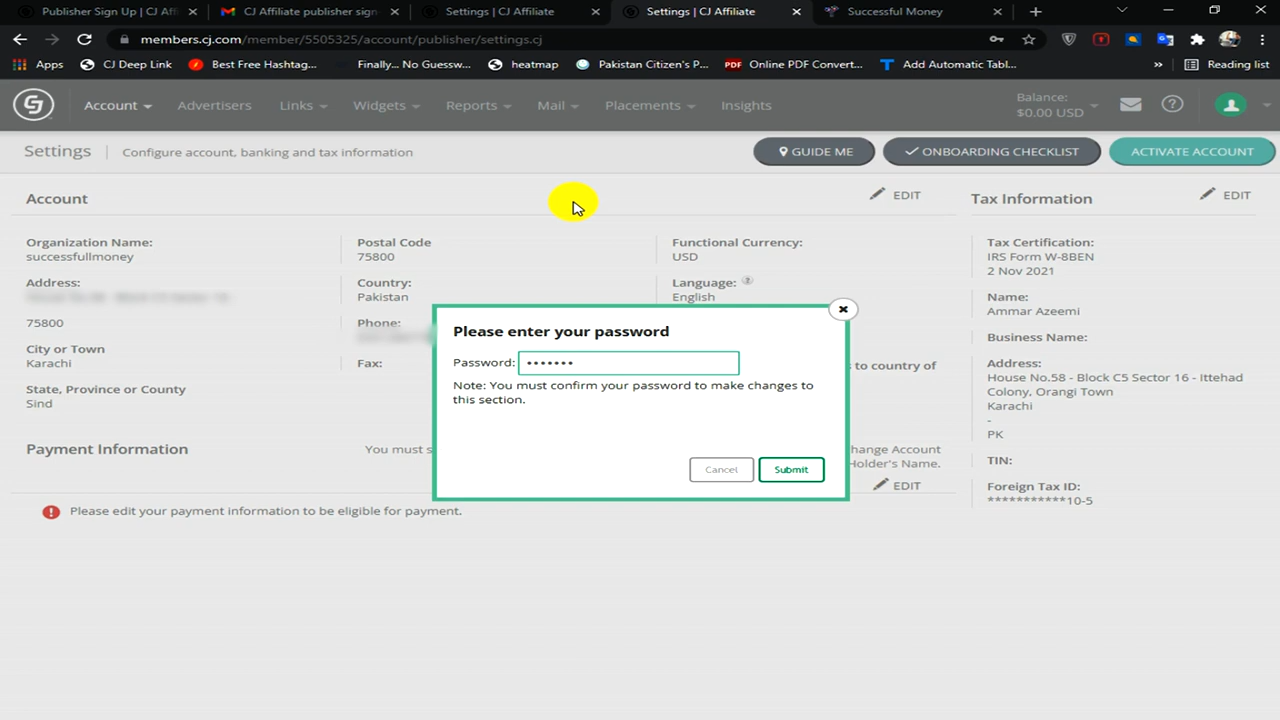 Publisher Sign Up | CJ Affi
CJ Affiliate publisher sign
Settings | CJ Affiliate
Settings | CJ Affiliate
Successful Money
members.cj.com/member/5505325/account/publisher/settings.cj
Apps
CJ Deep Link
Best Free Hashtag...
Finally... No Guessw...
heatmap
Pakistan Citizen's P...
PDF Online PDF Convert...
Add Automatic Tabl...
»
Reading list
Account
Advertisers
Links
Widgets
Reports
Mail
Placements
Insights
Balance:
$0.00 USD
Settings
Configure account, banking and tax information
GUIDE ME
ONBOARDING CHECKLIST
ACTIVATE ACCOUNT
Account
EDIT
Organization Name:
successfullmoney
Address:
75800
City or Town
Karachi
State, Province or County
Sind
Postal Code
75800
Country:
Pakistan
Phone:
Fax:
Functional Currency:
USD
Language:
English
s to country of
Please enter your password
Password: •••••••
Note: You must confirm your password to make changes to
this section.
Cancel
Submit
Payment Information
You must s
hange Account
Holder's Name.
EDIT
Please edit your payment information to be eligible for payment.
Tax Information
EDIT
Tax Certification:
IRS Form W-8BEN
2 Nov 2021
Name:
Ammar Azeemi
Business Name:
Address:
House No.58 - Block C5 Sector 16 - Ittehad
Colony, Orangi Town
Karachi
-
PK
TIN:
Foreign Tax ID:
***********10-5